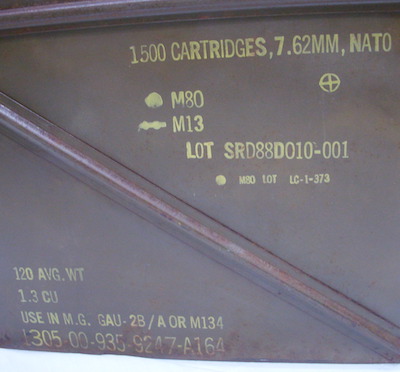 1500 CARTRIDGES, 7.62MM, NATO
M80
M13
LOT SRD88D010-001
M80 LOT LC-1-373
120 AVG. WT
1.3 CU
USE IN M.G. GAU-2B/A OR M134
1305-00-935-9247-A164